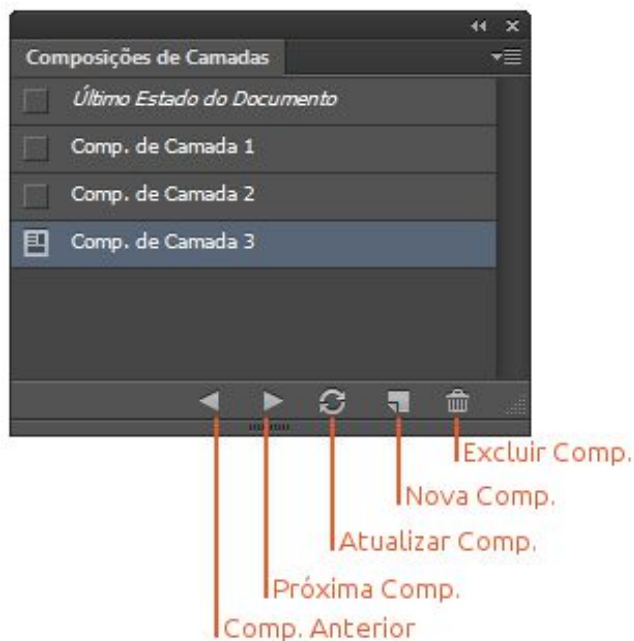 Composições de Camadas
Último Estado do Documento
Comp. de Camada 1
Comp. de Camada 2
Comp. de Camada 3
Excluir Comp.
Nova Comp.
Atualizar Comp.
Próxima Comp.
Comp. Anterior